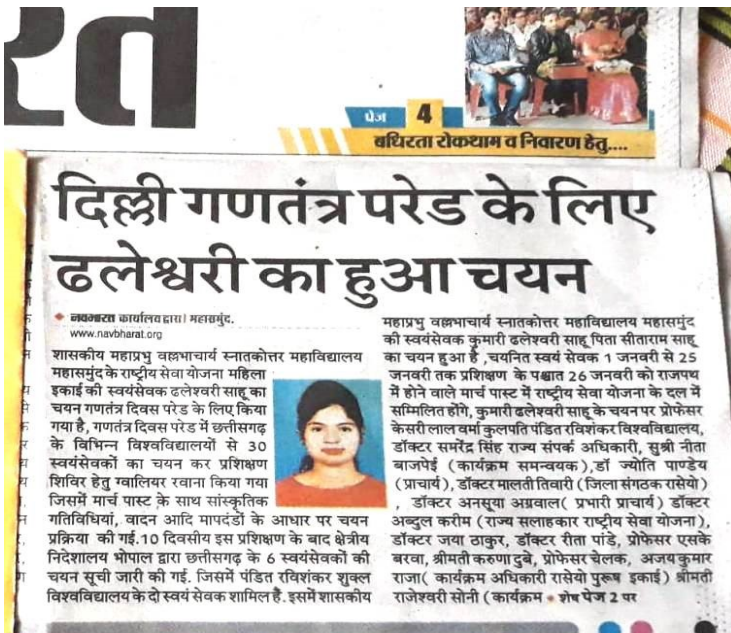 रत
पेज 4
बधिरता रोकथाम व निवारण हेतु....
दिल्ली गणतंत्र परेड के लिए
ढलेश्वरी का हुआ चयन
नवभारत कार्यालय द्वारा। महासमुंद.
www.navbharat.org
शासकीय महाप्रभु वल्लभाचार्य स्नातकोत्तर महाविद्यालय
महासमुंद के राष्ट्रीय सेवा योजना महिला
इकाई की स्वयंसेवक ढलेश्वरी साहू का
चयन गणतंत्र दिवस परेड के लिए किया
गया है, गणतंत्र दिवस परेड में छत्तीसगढ़
के विभिन्न विश्वविद्यालयों से 30
स्वयंसेवकों का चयन कर प्रशिक्षण
शिविर हेतु ग्वालियर रवाना किया गया
जिसमें मार्च पास्ट के साथ सांस्कृतिक
गतिविधियां, वादन आदि मापदंडों के आधार पर चयन
प्रक्रिया की गई.10 दिवसीय इस प्रशिक्षण के बाद क्षेत्रीय
निदेशालय भोपाल द्वारा छत्तीसगढ़ के 6 स्वयंसेवकों की
चयन सूची जारी की गई. जिसमें पंडित रविशंकर शुक्ल
विश्वविद्यालय के दो स्वयं सेवक शामिल हैं. इसमें शासकीय
महाप्रभु वल्लभाचार्य स्नातकोत्तर महाविद्यालय महासमुंद
की स्वयंसेवक कुमारी ढलेश्वरी साहू पिता सीताराम साहू
का चयन हुआ है ,चयनित स्वयं सेवक 1 जनवरी से 25
जनवरी तक प्रशिक्षण के पश्चात 26 जनवरी को राजपथ
में होने वाले मार्च पास्ट में राष्ट्रीय सेवा योजना के दल में
सम्मिलित होंगे, कुमारी ढलेश्वरी साहू के चयन पर प्रोफेसर
केसरी लाल वर्मा कुलपति पंडित रविशंकर विश्वविद्यालय,
डॉक्टर समरेंद्र सिंह राज्य संपर्क अधिकारी, सुश्री नीता
बाजपेई (कार्यक्रम समन्वयक),डॉ ज्योति पाण्डेय
(प्राचार्य), डॉक्टर मालती तिवारी (जिला संगठक रासेयो)
, डॉक्टर अनसूया अग्रवाल ( प्रभारी प्राचार्य) डॉक्टर
अब्दुल करीम (राज्य सलाहकार राष्ट्रीय सेवा योजना),
डॉक्टर जया ठाकुर, डॉक्टर रीता पांडे, प्रोफेसर एसके
बरवा, श्रीमती करुणा दुबे, प्रोफेसर चेलक, अजय कुमार
राजा( कार्यक्रम अधिकारी रासेयो पुरूष इकाई) श्रीमती
राजेश्वरी सोनी (कार्यक्रम • शेष पेज 2 पर